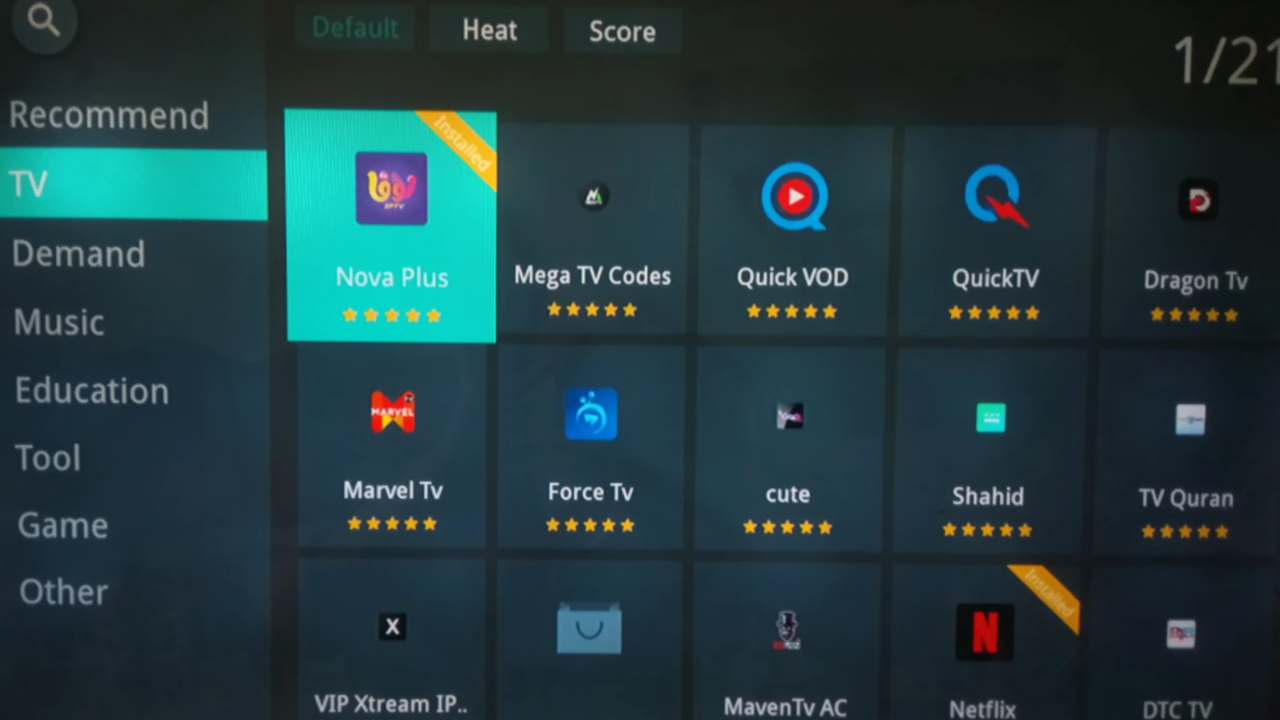 Default
Heat
Score
1/21
Recommend
TV
Demand
Music
Education
Tool
Game
Other
Installed
IPTV
Nova Plus
Mega TV Codes
Quick VOD
QuickTV
Dragon Tv
MARVEL
Marvel Tv
Force Tv
cute
Shahid
TV Quran
X
VIP Xtream IP..
MavenTv AC
Installed
N
Netflix
DTC TV